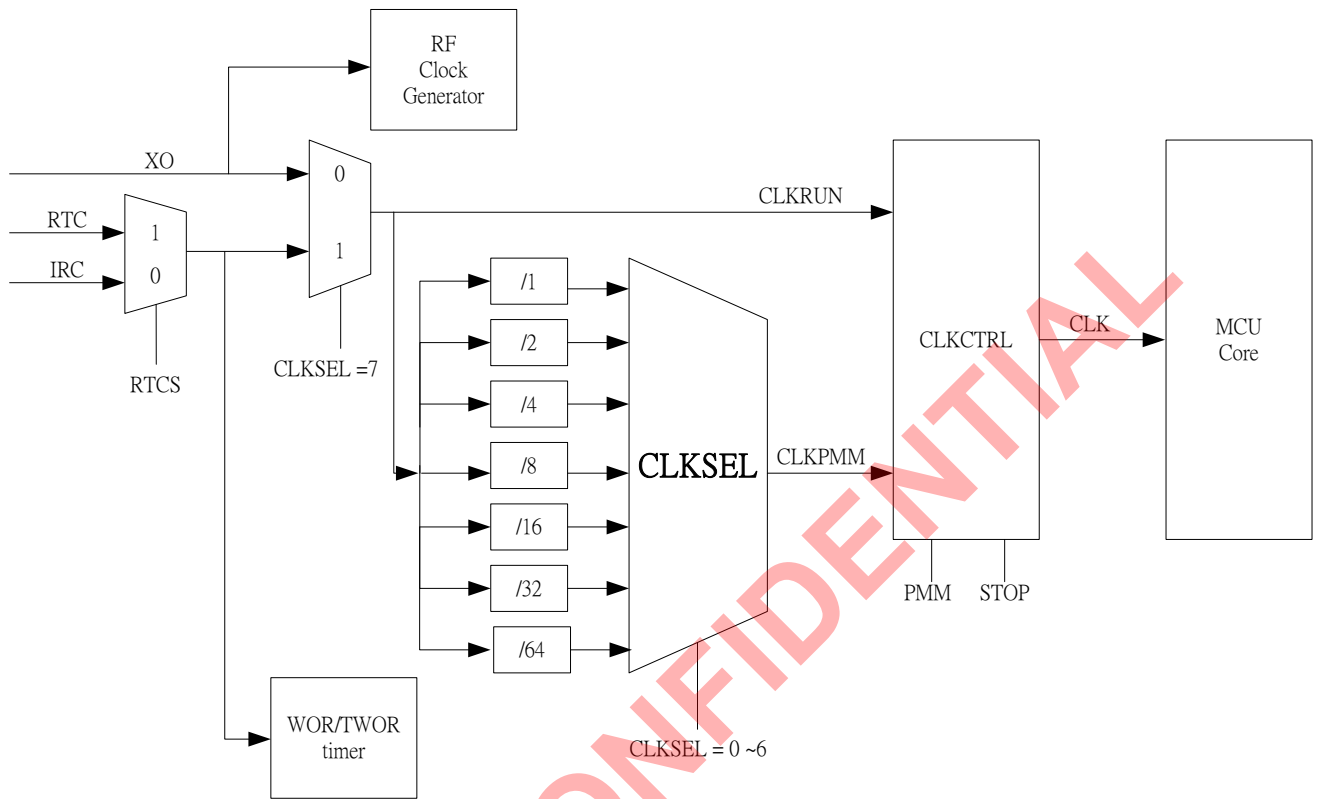 RF
Clock
Generator
XO
0
RTC
1
CLKRUN
1
IRC
0
/1
CLKSEL =7
RTCS
/2
/4
CLKCTRL
CLK
MCU
Core
/8
CLKSEL
CLKPMM
/16
/32
PMM
STOP
/64
WOR/TWOR
timer
CLKSEL = 0 ~6
ONFIDENTIAL